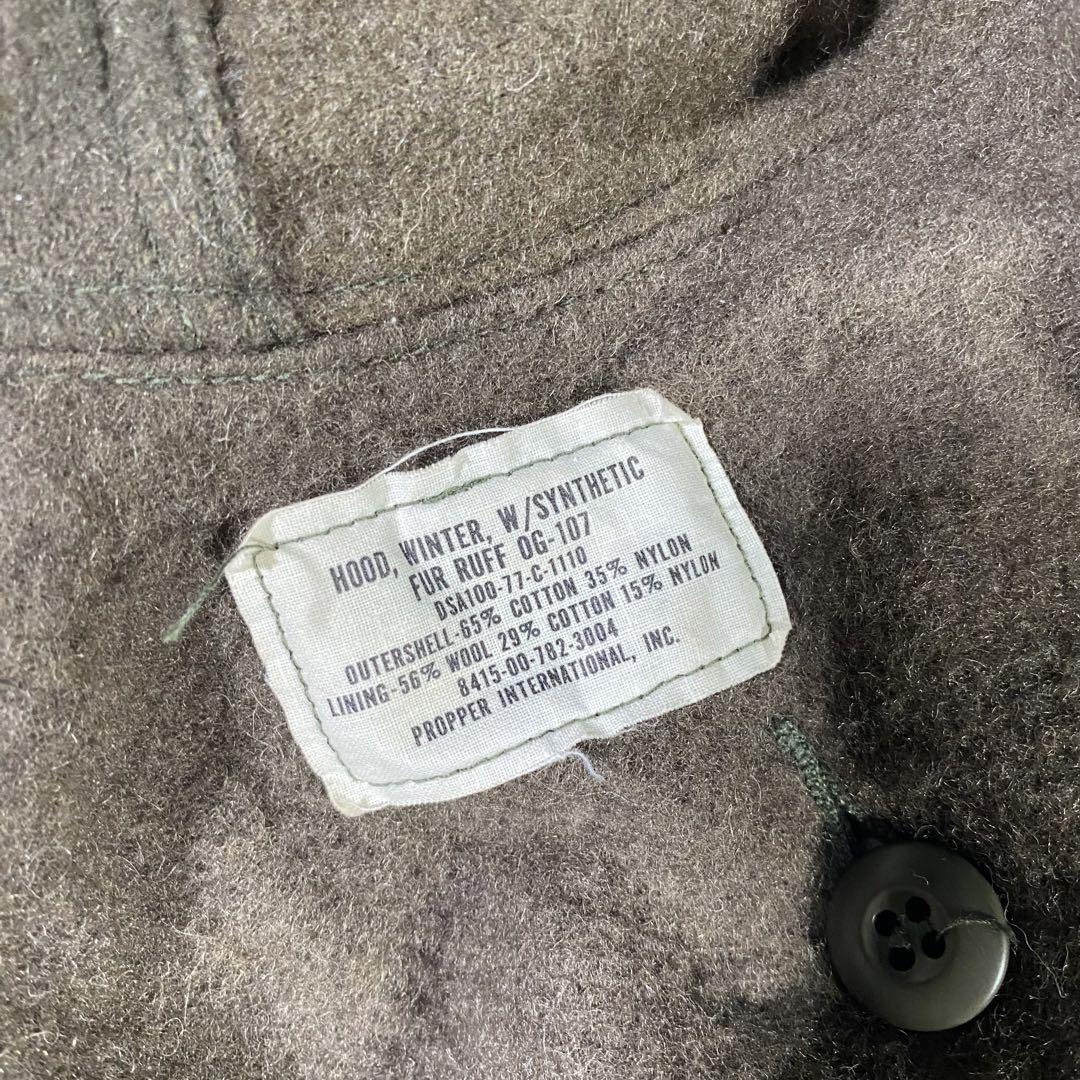 HOOD, WINTER, W/SYNTHETIC
FUR RUFF OG-107
DSA100-77-C-1110
OUTERSHELL-65% COTTON 35% NYLON
LINING-56% WOOL 29% COTTON 15% NYLON
8415-00-782-3004
PROPPER INTERNATIONAL, INC.